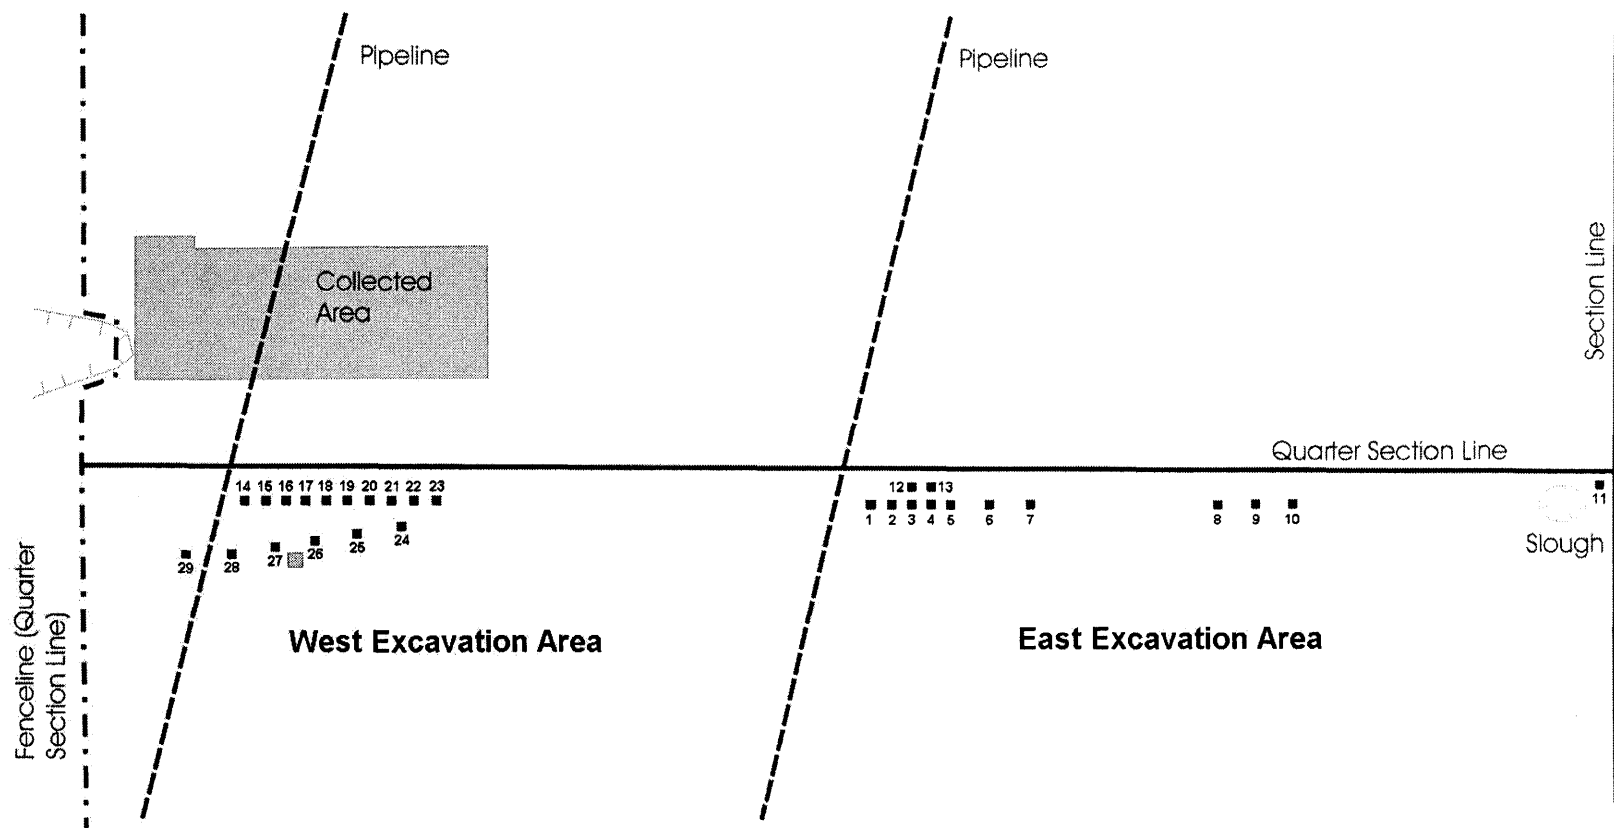 Pipeline
Pipeline
Collected
Area
Section Line
Quarter Section Line
14 15 16 17 18 19 20 21 22 23
12 13
11
1 2 3 4 5 6 7 8 9 10
24
25
26
27
28
29
Slough
Fenceline (Quarter
Section Line)
West Excavation Area
East Excavation Area